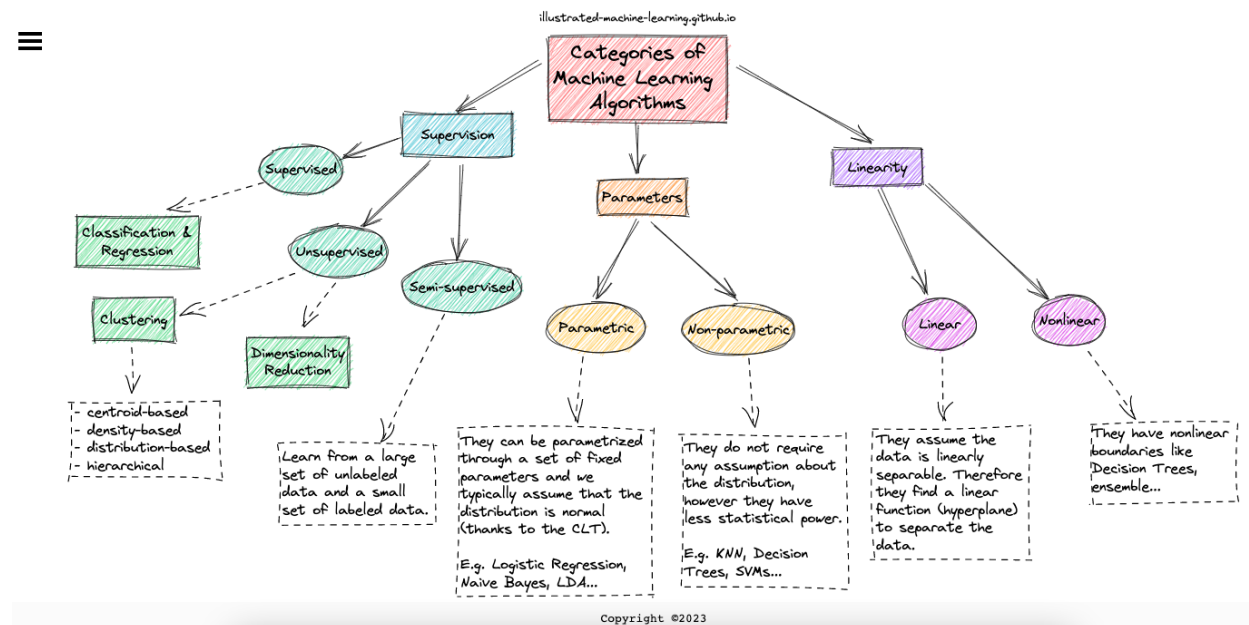 illustrated-machine-learning.github.io
Categories of
Machine Learning
Algorithms
Supervision
Supervised
Classification &
Regression
Unsupervised
Clustering
- centroid-based
- density-based
- distribution-based
- hierarchical
Dimensionality
Reduction
Semi-supervised
Learn from a large
set of unlabeled
data and a small
set of labeled data.
Parameters
Parametric
They can be parametrized
through a set of fixed
parameters and we
typically assume that the
distribution is normal
(thanks to the CLT).
E.g. Logistic Regression,
Naive Bayes, LDA...
Non-parametric
They do not require
any assumption about
the distribution,
however they have
less statistical power.
E.g. KNN, Decision
Trees, SVMs...
Linearity
Linear
They assume the
data is linearly
separable. Therefore
they find a linear
function (hyperplane)
to separate the
data.
Nonlinear
They have nonlinear
boundaries like
Decision Trees,
ensemble...
Copyright ©2023